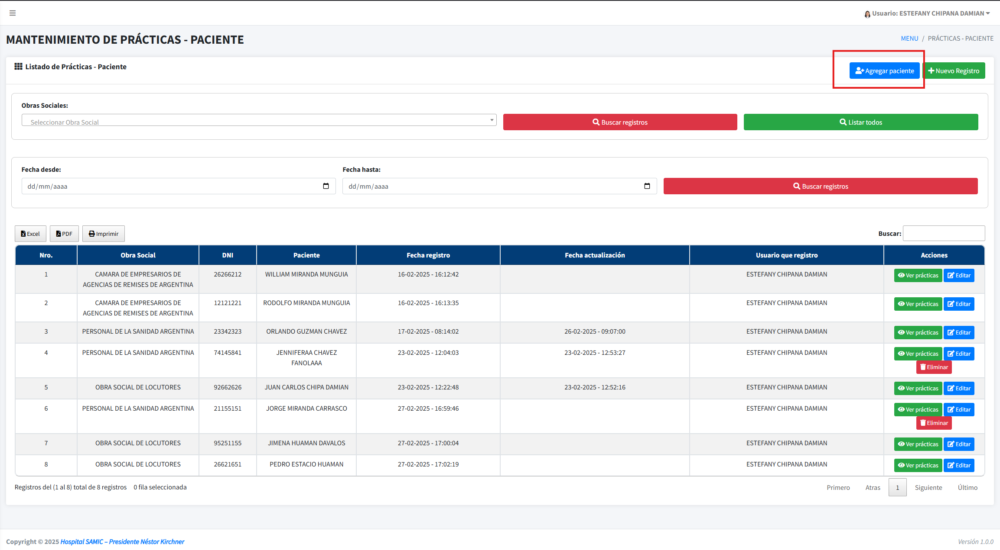 Usuario: ESTEFANY CHIPANA DAMIAN
MANTENIMIENTO DE PRÁCTICAS - PACIENTE
MENU / PRÁCTICAS - PACIENTE
Listado de Prácticas - Paciente
Agregar paciente
Nuevo Registro
Obras Sociales:
Seleccionar Obra Social
Buscar registros
Listar todos
Fecha desde:
Fecha hasta:
dd/mm/aaaa
dd/mm/aaaa
Buscar registros
Excel
PDF
Imprimir
Buscar:
Nro. Obra Social DNI Paciente Fecha registro Fecha actualización Usuario que registro Acciones
1 CAMARA DE EMPRESARIOS DE 26266212 WILLIAM MIRANDA MUNGUIA 16-02-2025 - 16:12:42 ESTEFANY CHIPANA DAMIAN Ver prácticas Editar
AGENCIAS DE REMISES DE ARGENTINA
2 CAMARA DE EMPRESARIOS DE 12121221 RODOLFO MIRANDA MUNGUIA 16-02-2025 - 16:13:35 ESTEFANY CHIPANA DAMIAN Ver prácticas Editar
AGENCIAS DE REMISES DE ARGENTINA
3 PERSONAL DE LA SANIDAD ARGENTINA 23342323 ORLANDO GUZMAN CHAVEZ 17-02-2025 - 08:14:02 26-02-2025 - 09:07:00 ESTEFANY CHIPANA DAMIAN Ver prácticas Editar
4 PERSONAL DE LA SANIDAD ARGENTINA 74145841 JENNIFERAA CHAVEZ 23-02-2025 - 12:04:03 23-02-2025 - 12:53:27 ESTEFANY CHIPANA DAMIAN Ver prácticas Editar
FANOLAAA Eliminar
5 OBRA SOCIAL DE LOCUTORES 92662626 JUAN CARLOS CHIPA DAMIAN 23-02-2025 - 12:22:48 23-02-2025 - 12:52:16 ESTEFANY CHIPANA DAMIAN Ver prácticas Editar
6 PERSONAL DE LA SANIDAD ARGENTINA 21155151 JORGE MIRANDA CARRASCO 27-02-2025 - 16:59:46 ESTEFANY CHIPANA DAMIAN Ver prácticas Editar
Eliminar
7 OBRA SOCIAL DE LOCUTORES 95251155 JIMENA HUAMAN DAVALOS 27-02-2025 - 17:00:04 ESTEFANY CHIPANA DAMIAN Ver prácticas Editar
8 OBRA SOCIAL DE LOCUTORES 26621651 PEDRO ESTACIO HUAMAN 27-02-2025 - 17:02:19 ESTEFANY CHIPANA DAMIAN Ver prácticas Editar
Registros del (1 al 8) total de 8 registros 0 fila seleccionada
Primero Atras 1 Siguiente Último
Copyright © 2025 Hospital SAMIC – Presidente Néstor Kirchner
Versión 1.0.0